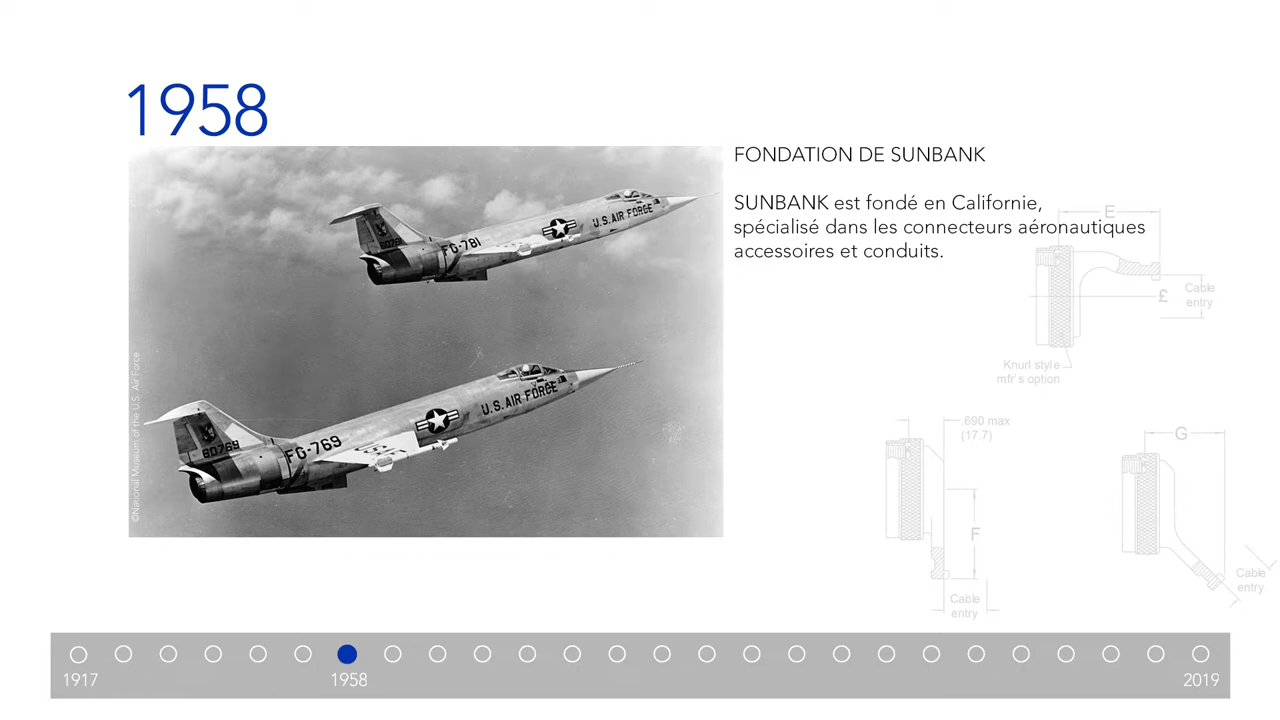 1958
FONDATION DE SUNBANK
SUNBANK est fondé en Californie,
spécialisé dans les connecteurs aéronautiques
accessoires et conduits.
U.S. AIR FORCE
FG-781
U.S. AIR FORCE
FG-769
80769
©National Museum of the U.S. Air Force
E
£
Cable
entry
Knurl style
mfr's option
.690 max
(17.7)
F
Cable
entry
G
Cable
entry
1917
1958
2019